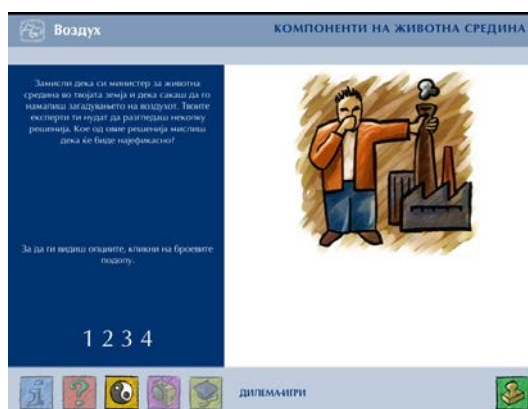 Воздух
КОМПОНЕНТИ НА ЖИВОТНА СРЕДИНА
Замисли дека си министер за животна
средина во твојата земја и дека сакаш да го
намалиш загадувањето на воздухот. Твоите
експерти ти нудат да разгледаш неколку
решенија. Кое од овие решенија мислиш
дека ќе биде најефикасно?
За да ги видиш опциите, кликни на броевите
подолу.
1 2 3 4
ДИЛЕМА-ИГРИ